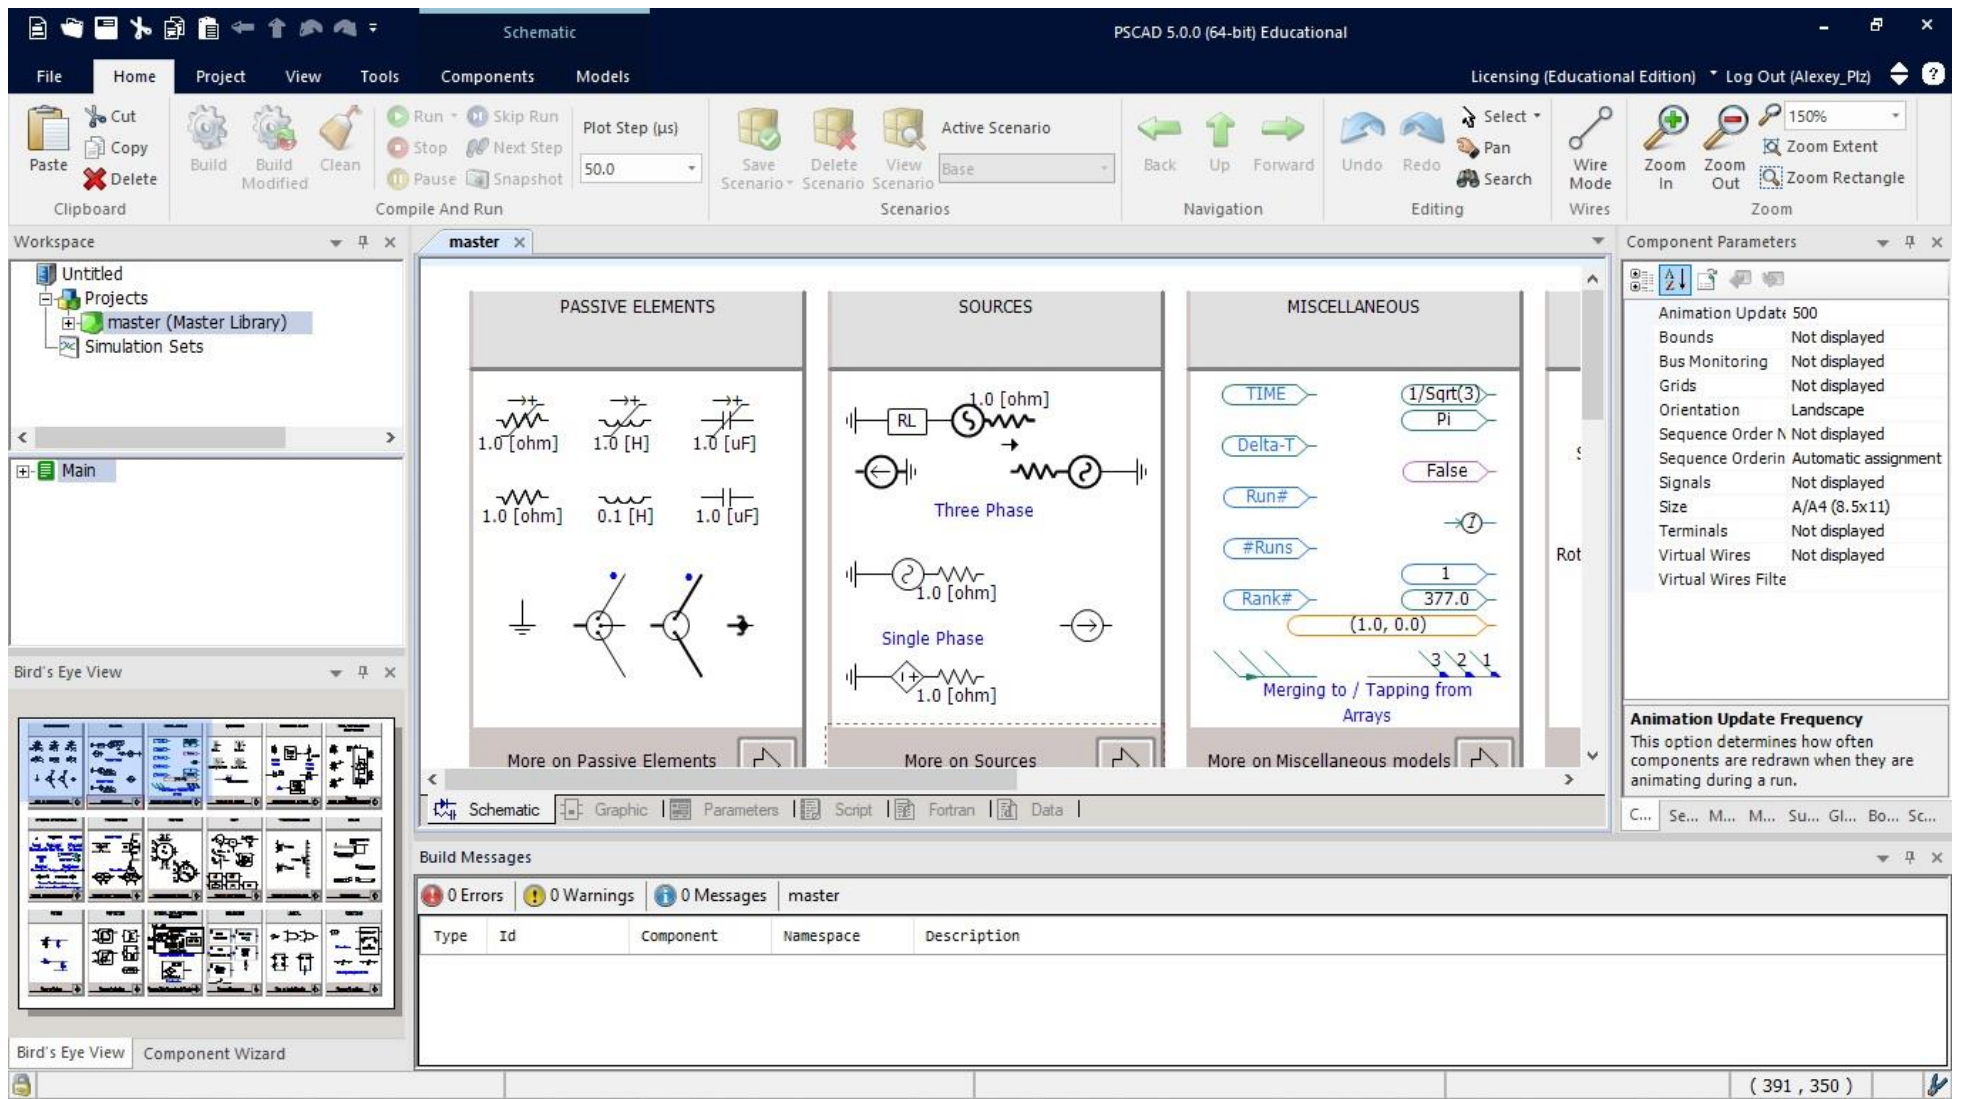 Schematic
PSCAD 5.0.0 (64-bit) Educational
File Home Project View Tools Components Models
Licensing (Educational Edition) Log Out (Alexey_Plz)
Paste
Cut
Copy
Delete
Clipboard
Build
Build Modified
Clean
Run
Stop
Pause
Skip Run
Next Step
Snapshot
Compile And Run
Plot Step (µs)
50.0
Save Scenario
Delete Scenario
View Scenario
Active Scenario
Base
Scenarios
Back
Up
Forward
Navigation
Undo
Redo
Select
Pan
Search
Editing
Wire Mode
Wires
Zoom In
Zoom Out
150%
Zoom Extent
Zoom Rectangle
Zoom
Workspace
Untitled
Projects
master (Master Library)
Simulation Sets
Main
Bird's Eye View
Bird's Eye View
Component Wizard
master
PASSIVE ELEMENTS
1.0 [ohm] 1.0 [H] 1.0 [uF]
1.0 [ohm] 0.1 [H] 1.0 [uF]
More on Passive Elements
SOURCES
1.0 [ohm]
RL
Three Phase
1.0 [ohm]
Single Phase
1.0 [ohm]
More on Sources
MISCELLANEOUS
TIME
Delta-T
Run#
#Runs
Rank#
1/Sqrt(3)
Pi
False
1
1
377.0
(1.0, 0.0)
3 2 1
Merging to / Tapping from
Arrays
More on Miscellaneous models
Rot
Schematic Graphic Parameters Script Fortran Data
Component Parameters
Animation Update 500
Bounds Not displayed
Bus Monitoring Not displayed
Grids Not displayed
Orientation Landscape
Sequence Order N Not displayed
Sequence Orderin Automatic assignment
Signals Not displayed
Size A/A4 (8.5x11)
Terminals Not displayed
Virtual Wires Not displayed
Virtual Wires Filte
Animation Update Frequency
This option determines how often
components are redrawn when they are
animating during a run.
C... Se... M... M... Su... Gl... Bo... Sc...
Build Messages
0 Errors 0 Warnings 0 Messages master
Type Id Component Namespace Description
( 391 , 350 )